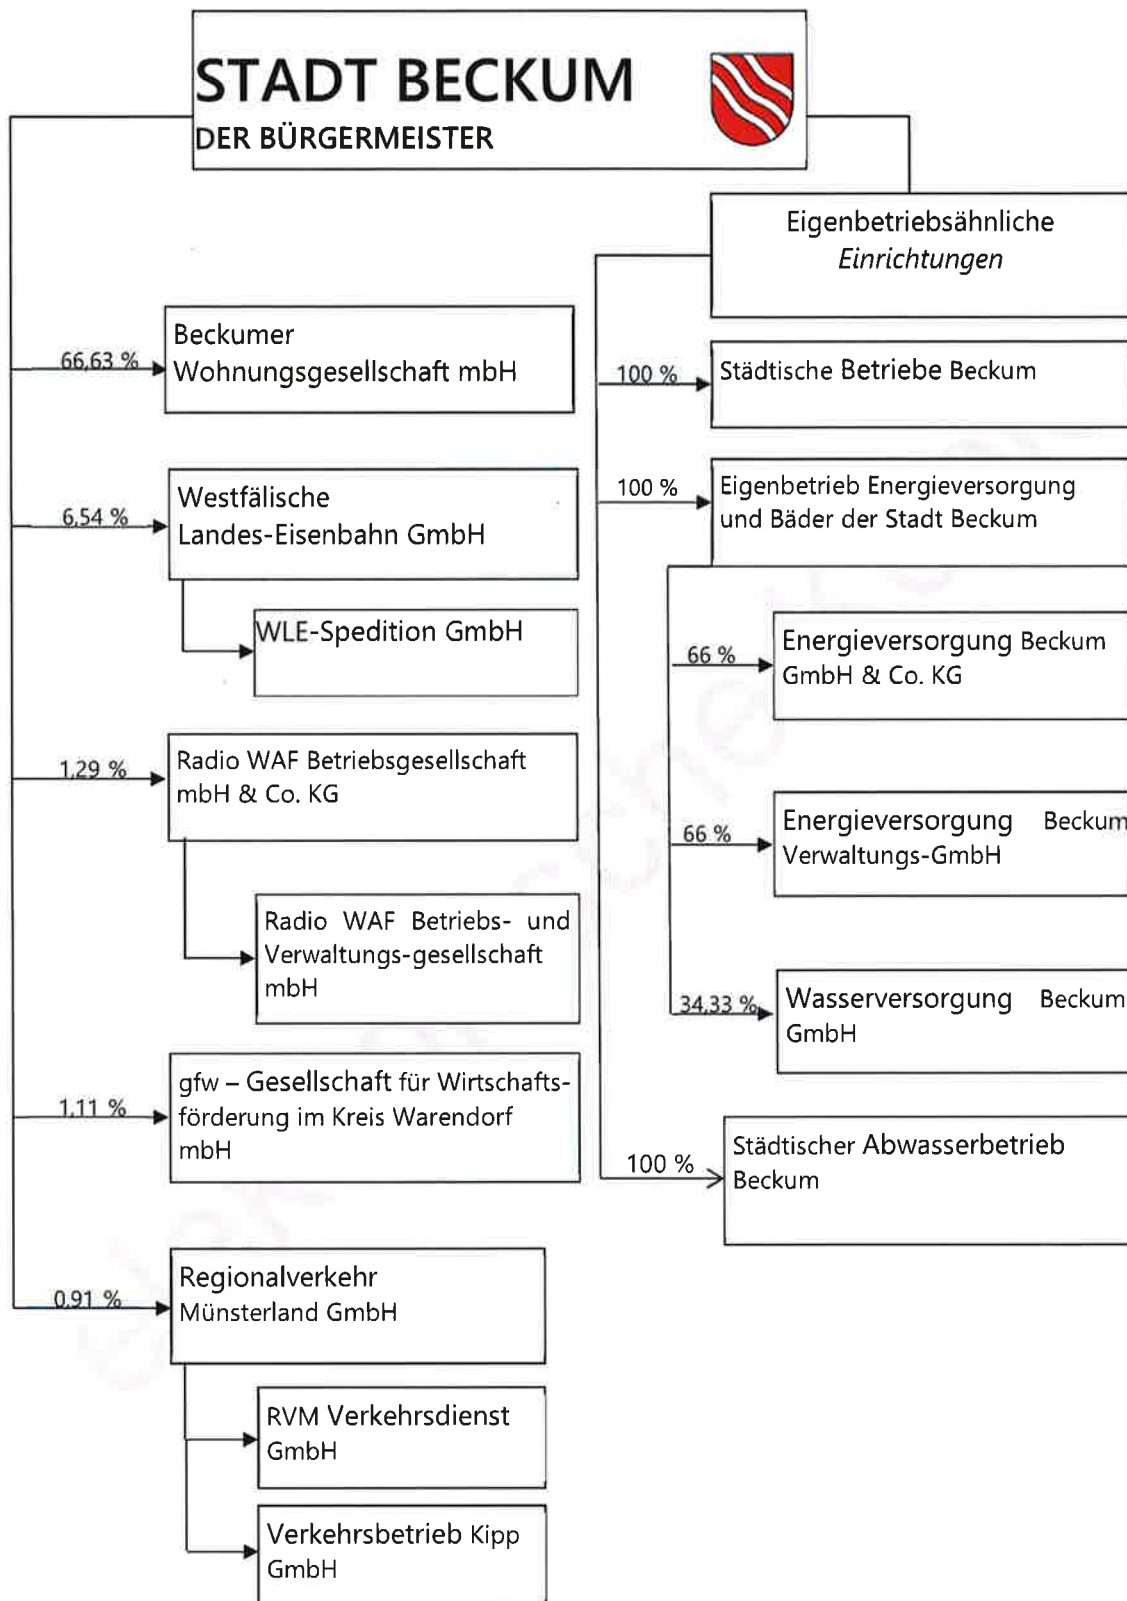 STADT BECKUM
DER BÜRGERMEISTER
66,63 %
Beckumer
Wohnungsgesellschaft mbH
6,54 %
Westfälische
Landes-Eisenbahn GmbH
WLE-Spedition GmbH
1,29 %
Radio WAF Betriebsgesellschaft
mbH & Co. KG
Radio WAF Betriebs- und
Verwaltungs-gesellschaft
mbH
1,11 %
gfw – Gesellschaft für Wirtschafts-
förderung im Kreis Warendorf
mbH
0,91 %
Regionalverkehr
Münsterland GmbH
RVM Verkehrsdienst
GmbH
Verkehrsbetrieb Kipp
GmbH
Eigenbetriebsähnliche
Einrichtungen
100 %
Städtische Betriebe Beckum
100 %
Eigenbetrieb Energieversorgung
und Bäder der Stadt Beckum
66 %
Energieversorgung Beckum
GmbH & Co. KG
66 %
Energieversorgung Beckum
Verwaltungs-GmbH
34,33 %
Wasserversorgung Beckum
GmbH
100 %
Städtischer Abwasserbetrieb
Beckum